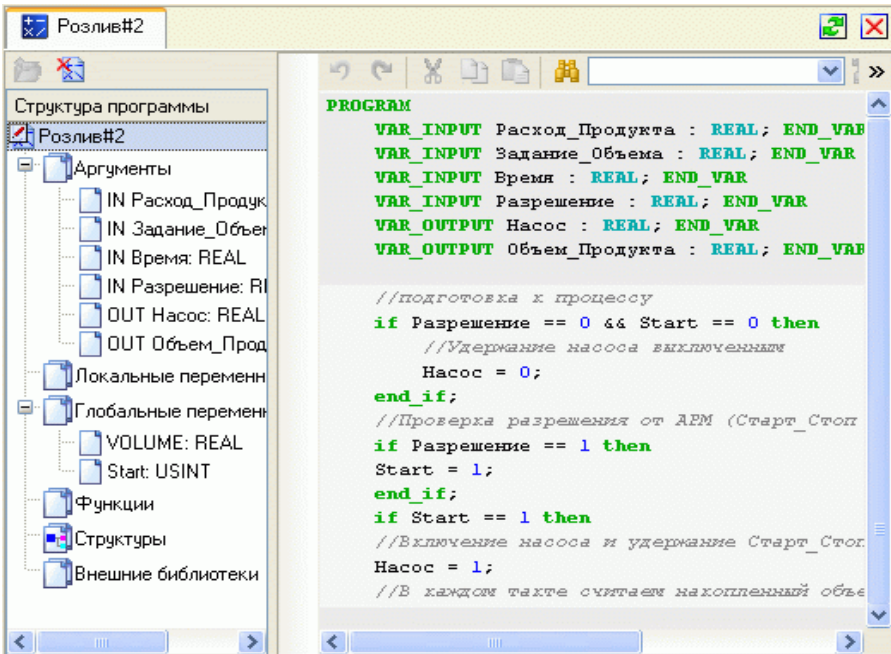 Розлив#2
Структура программы
Розлив#2
Аргументы
IN Расход_Продук
IN Задание_Объем
IN Время: REAL
IN Разрешение: RE
OUT Насос: REAL
OUT Объем_Прод
Локальные переменн
Глобальные переменн
VOLUME: REAL
Start: USINT
Функции
Структуры
Внешние библиотеки
PROGRAM
VAR_INPUT Расход_Продукта : REAL; END_VAR
VAR_INPUT Задание_Объема : REAL; END_VAR
VAR_INPUT Время : REAL; END_VAR
VAR_INPUT Разрешение : REAL; END_VAR
VAR_OUTPUT Насос : REAL; END_VAR
VAR_OUTPUT Объем_Продукта : REAL; END_VAR
//подготовка к процессу
if Разрешение == 0 && Start == 0 then
//Удержание насоса выключенным
Насос = 0;
end_if;
//Проверка разрешения от АРМ (Старт_Стоп
if Разрешение == 1 then
Start = 1;
end_if;
if Start == 1 then
//Включение насоса и удержание Старт_Стоп
Насос = 1;
//В каждом такте считаем накопленный объе